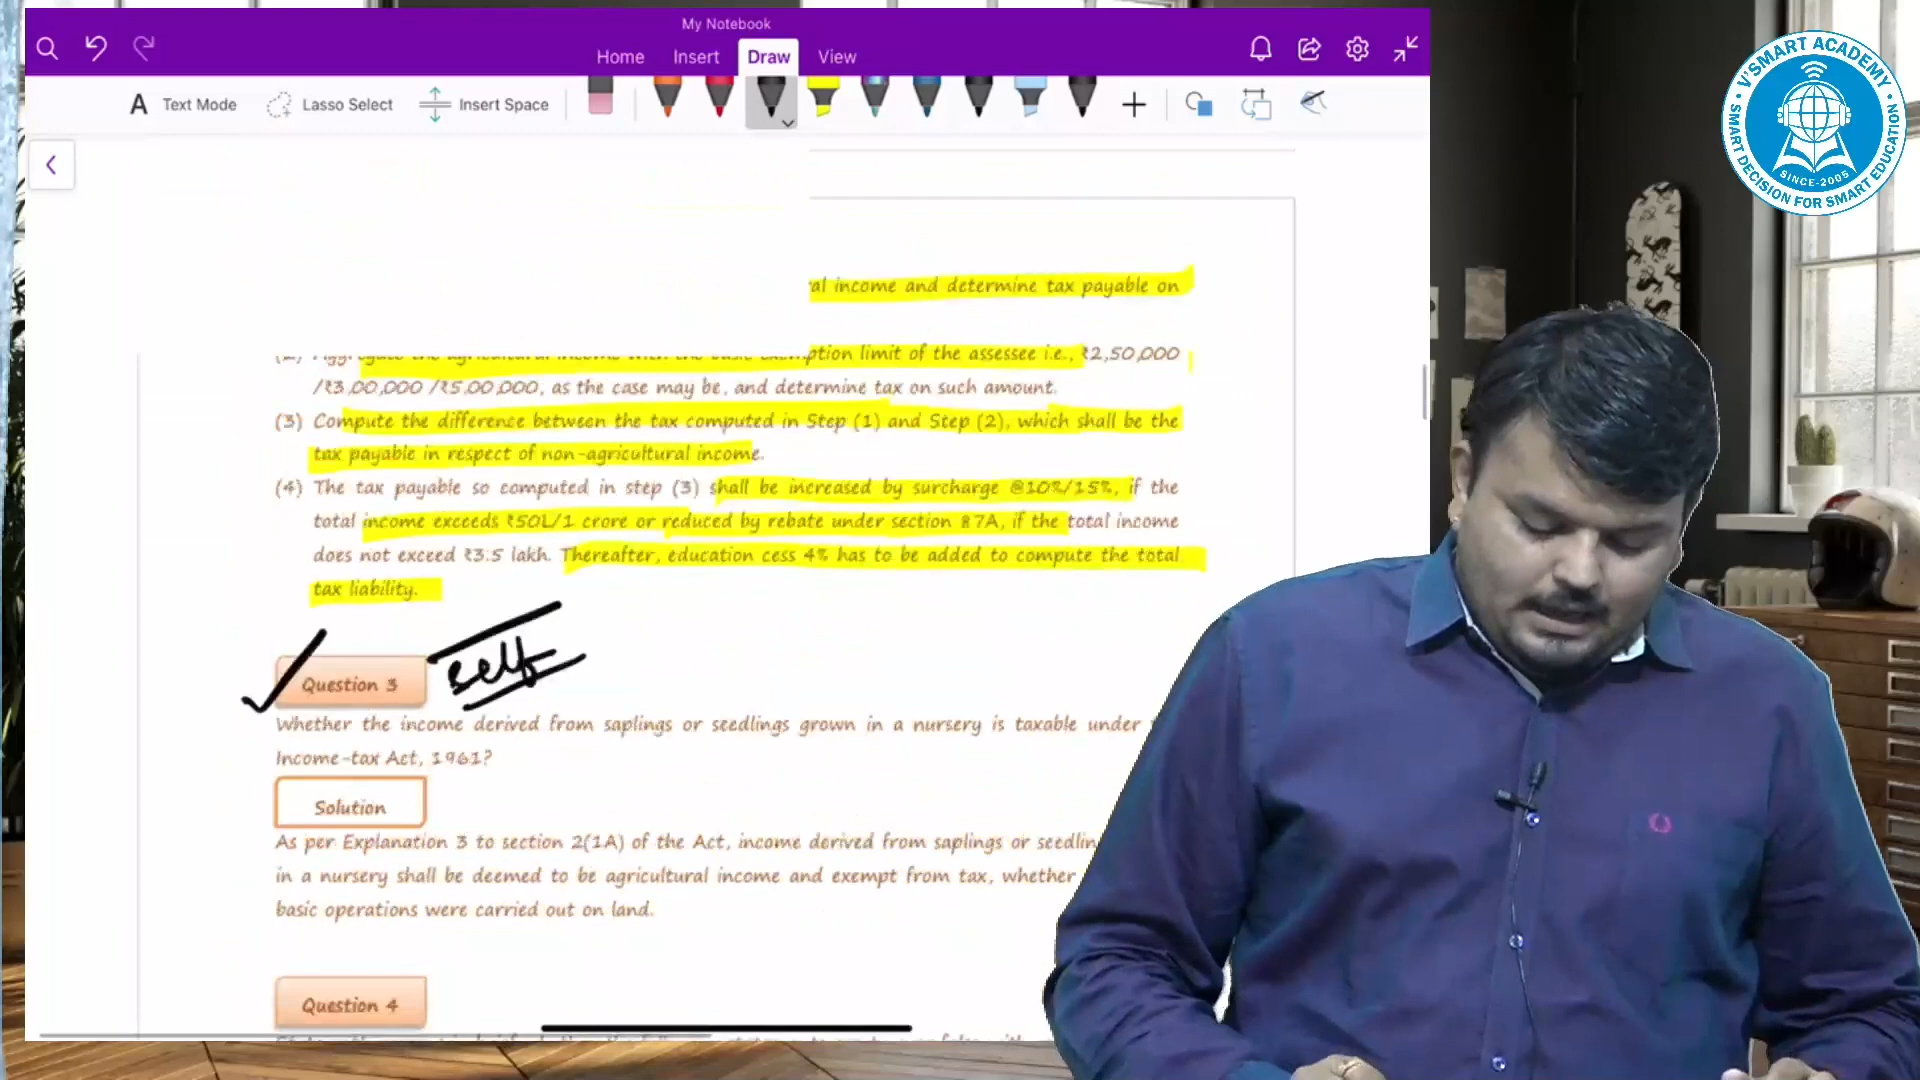 My Notebook
Home Insert Draw View
Text Mode Lasso Select Insert Space
income and determine tax payable on
(2) Aggregate the agricultural income with the basic exemption limit of the assessee i.e., ₹2,50,000
/₹3,00,000 /₹5,00,000, as the case may be, and determine tax on such amount.
(3) Compute the difference between the tax computed in Step (1) and Step (2), which shall be the
tax payable in respect of non-agricultural income.
(4) The tax payable so computed in step (3) shall be increased by surcharge @10%/15%, if the
total income exceeds ₹50L/1 crore or reduced by rebate under section 87A, if the total income
does not exceed ₹3.5 lakh. Thereafter, education cess 4% has to be added to compute the total
tax liability.
self
Question 3
Whether the income derived from saplings or seedlings grown in a nursery is taxable under
Income-tax Act, 1961?
Solution
As per Explanation 3 to section 2(1A) of the Act, income derived from saplings or
in a nursery shall be deemed to be agricultural income and exempt from tax, whether
basic operations were carried out on land.
Question 4
V'SMART ACADEMY
SINCE-2005
SMART DECISION FOR SMART EDUCATION